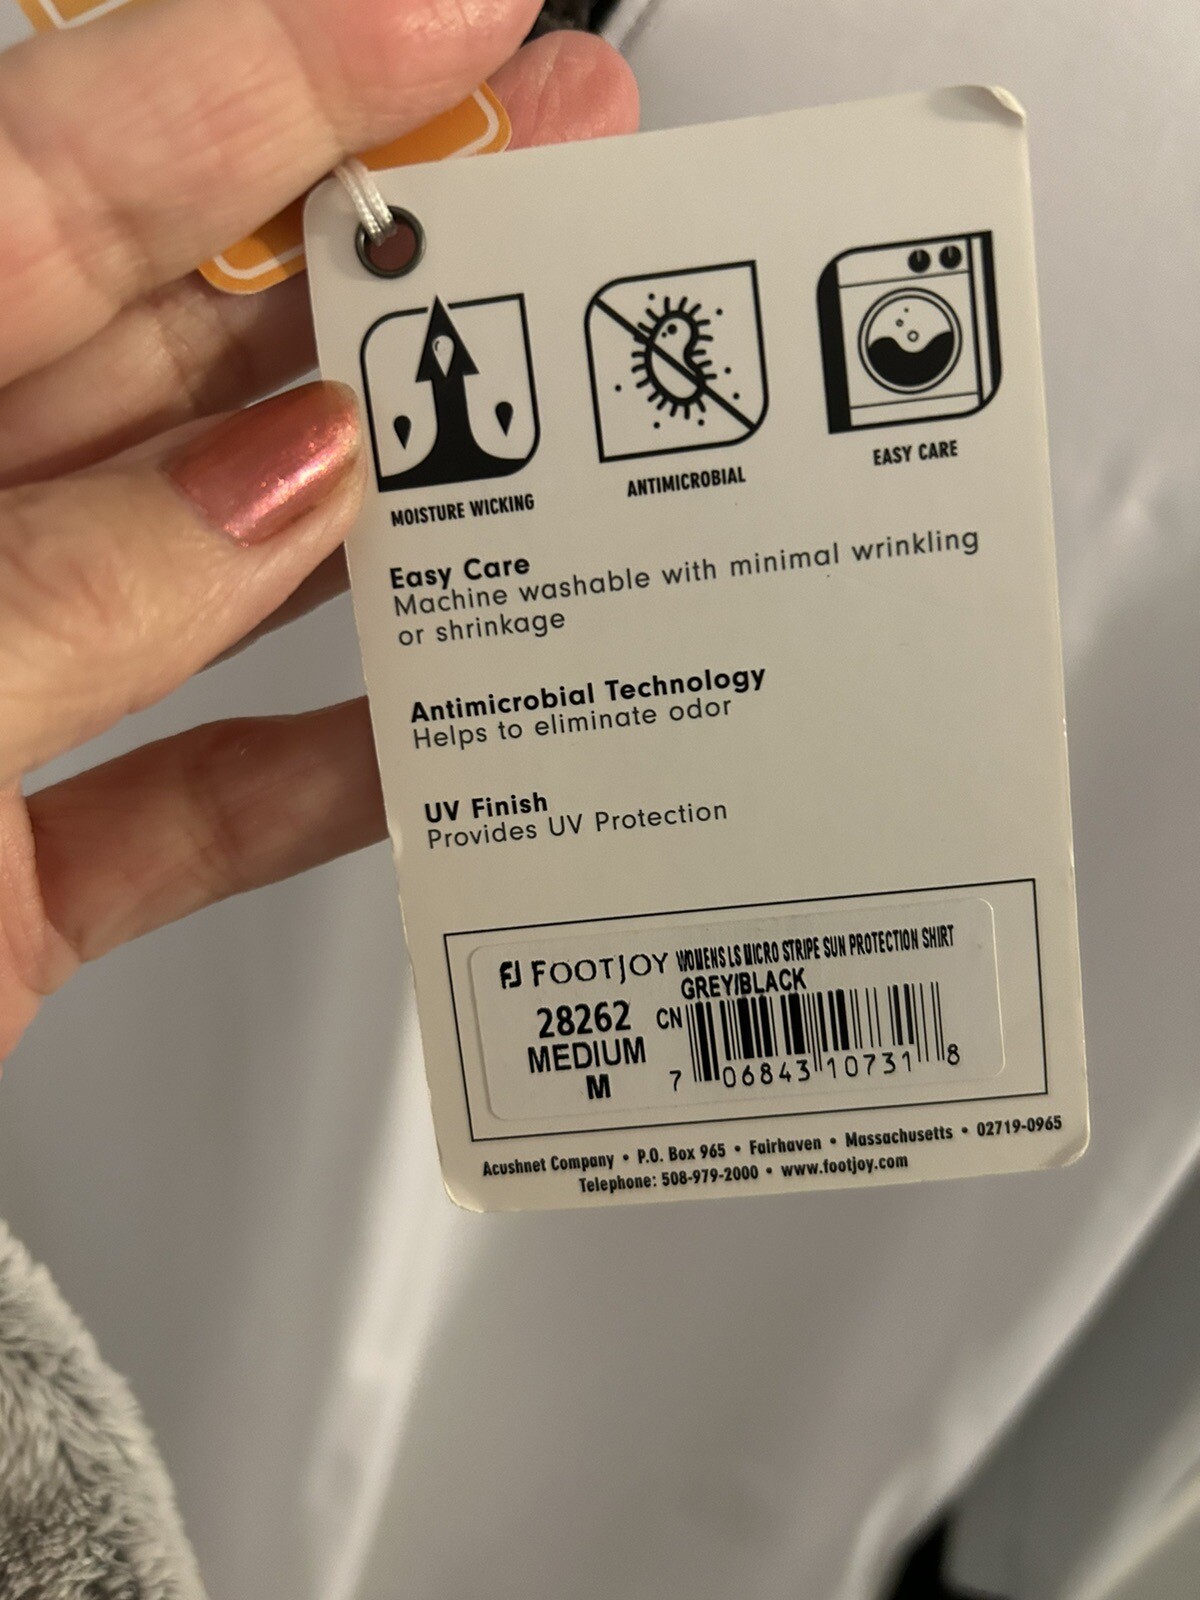 MOISTURE WICKING
ANTIMICROBIAL
EASY CARE
Easy Care
Machine washable with minimal wrinkling
or shrinkage
Antimicrobial Technology
Helps to eliminate odor
UV Finish
Provides UV Protection
FJ FOOTJOY WOMENS LS MICRO STRIPE SUN PROTECTION SHIRT
GREY/BLACK
28262 CN
MEDIUM
M
7 06843 10731 8
Acushnet Company • P.O. Box 965 • Fairhaven • Massachusetts • 02719-0965
Telephone: 508-979-2000 • www.footjoy.com